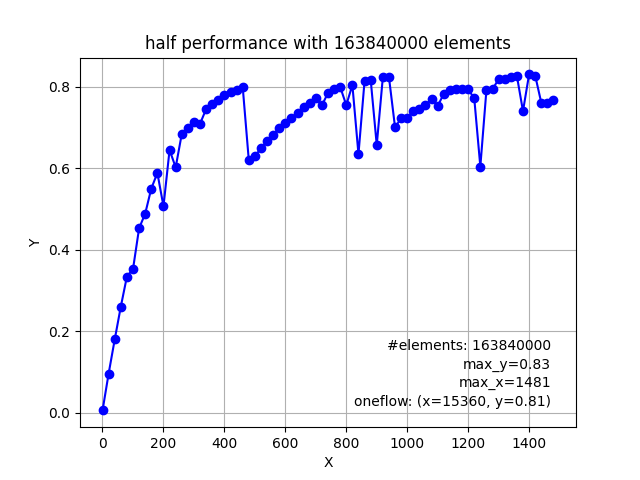 half performance with 163840000 elements
Y
0.8
0.6
0.4
0.2
0.0
#elements: 163840000
max_y=0.83
max_x=1481
oneflow: (x=15360, y=0.81)
0 200 400 600 800 1000 1200 1400
X